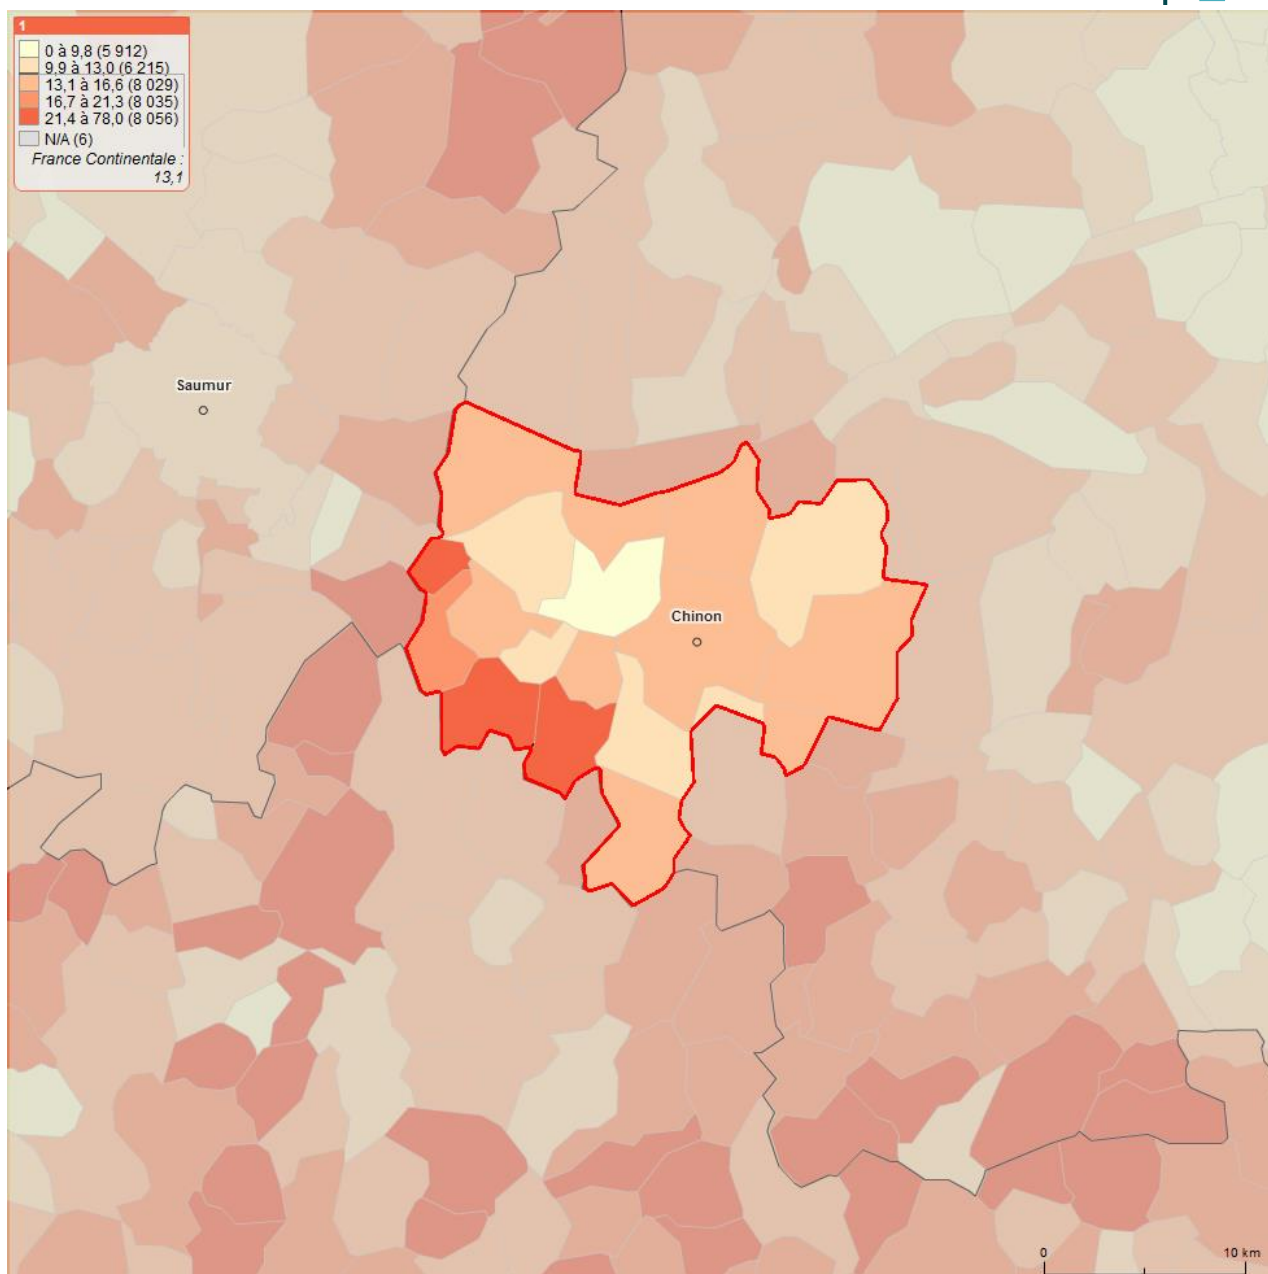 1
0 à 9,8 (5 912)
9,9 à 13,0 (6 215)
13,1 à 16,6 (8 029)
16,7 à 21,3 (8 035)
21,4 à 78,0 (8 056)
N/A (6)
France Continentale :
13,1
Saumur
Chinon
0 10 km